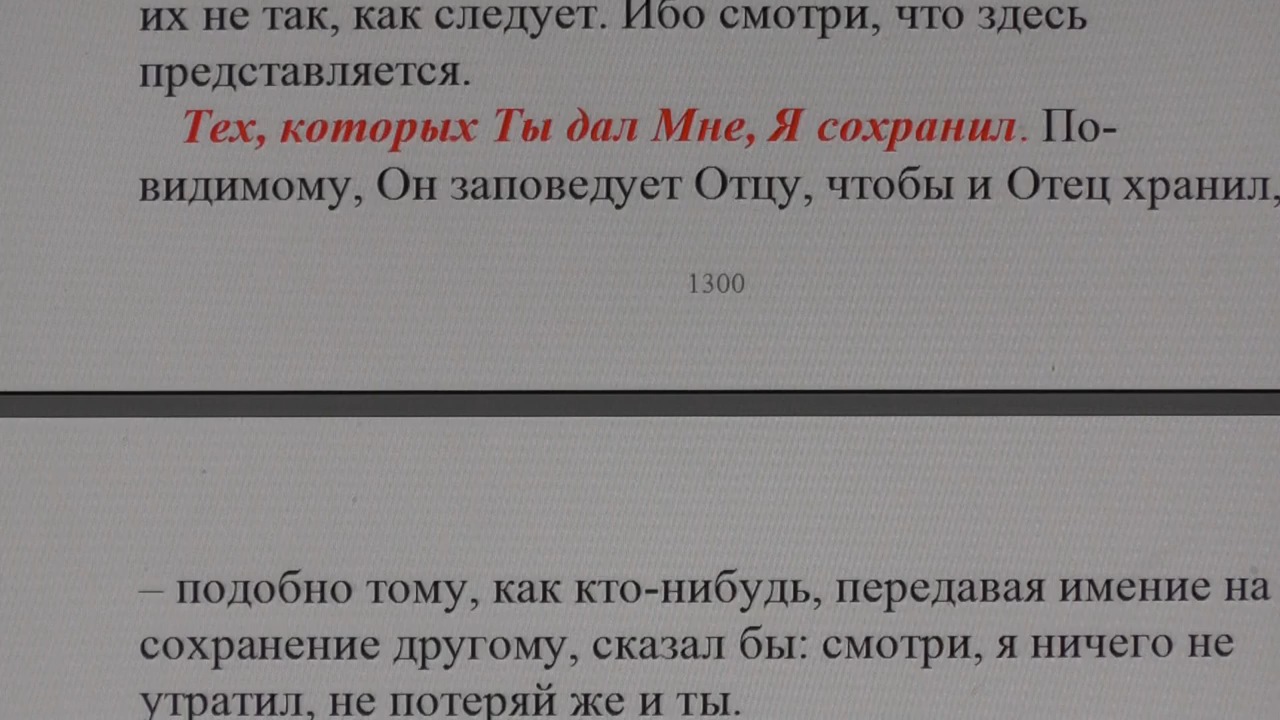 их не так, как следует. Ибо смотри, что здесь
представляется.
Тех, которых Ты дал Мне, Я сохранил. По-
видимому, Он заповедует Отцу, чтобы и Отец хранил,
1300
– подобно тому, как кто-нибудь, передавая имение на
сохранение другому, сказал бы: смотри, я ничего не
утратил, не потеряй же и ты.